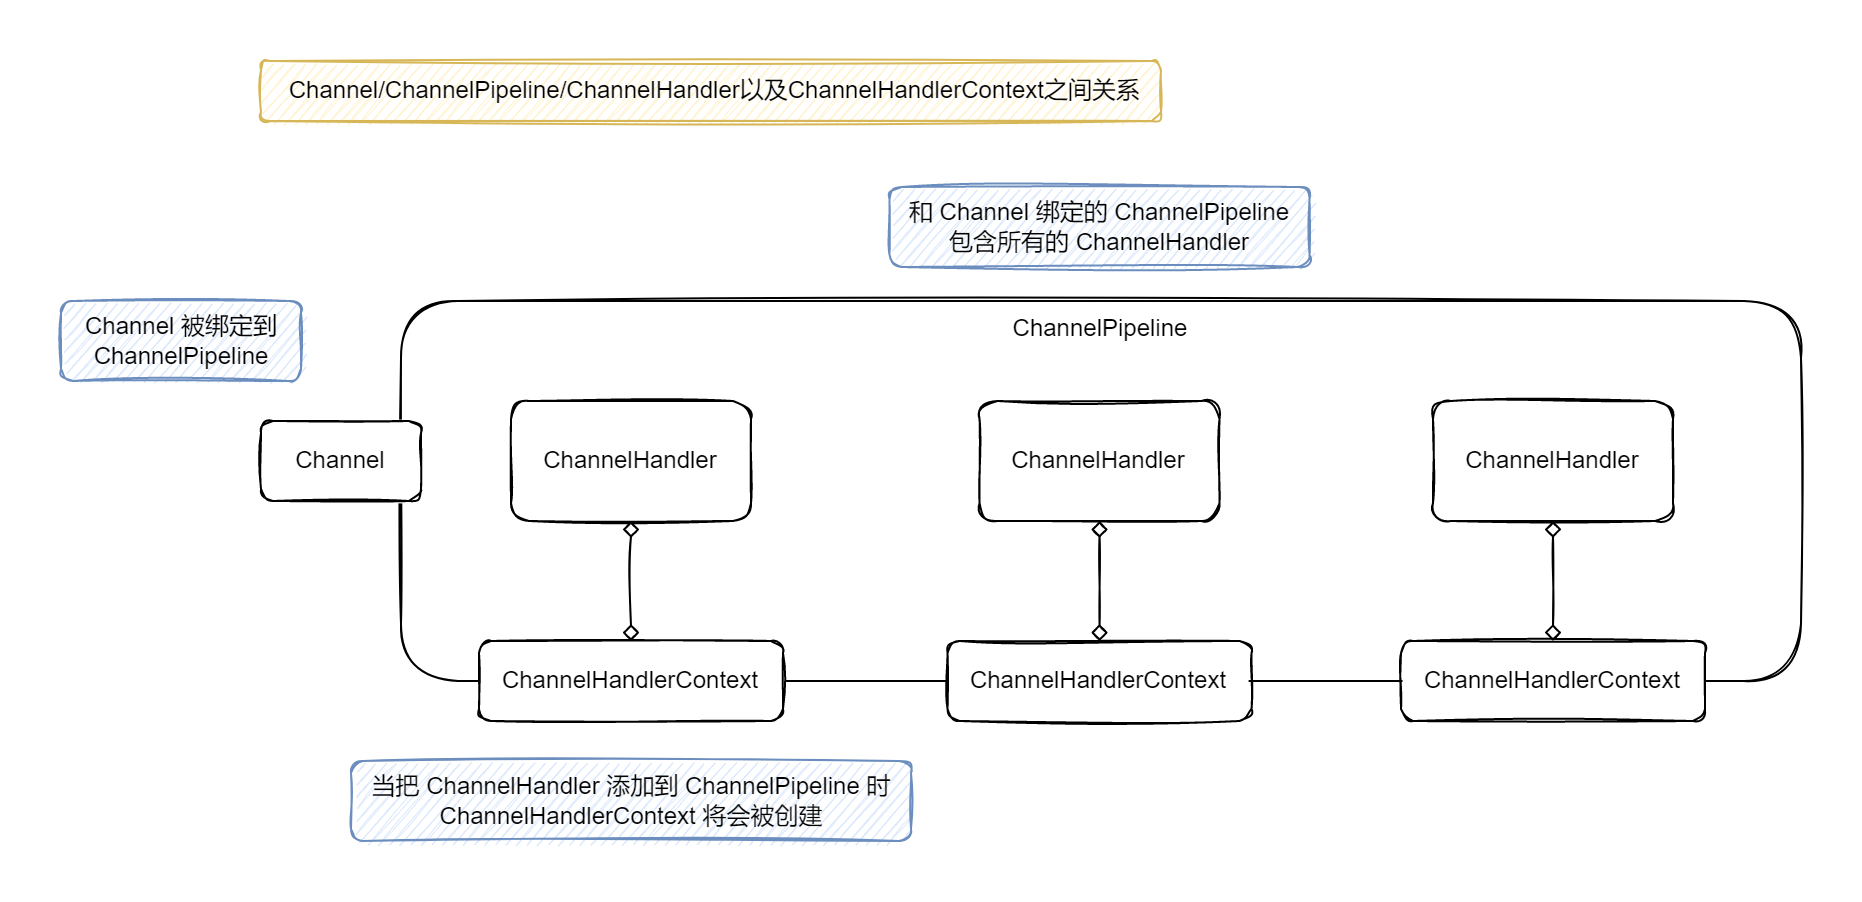 Channel/ChannelPipeline/ChannelHandler以及ChannelHandlerContext之间关系
和 Channel 绑定的 ChannelPipeline
包含所有的 ChannelHandler
Channel 被绑定到
ChannelPipeline
ChannelPipeline
Channel
ChannelHandler
ChannelHandler
ChannelHandler
ChannelHandlerContext
ChannelHandlerContext
ChannelHandlerContext
当把 ChannelHandler 添加到 ChannelPipeline 时
ChannelHandlerContext 将会被创建